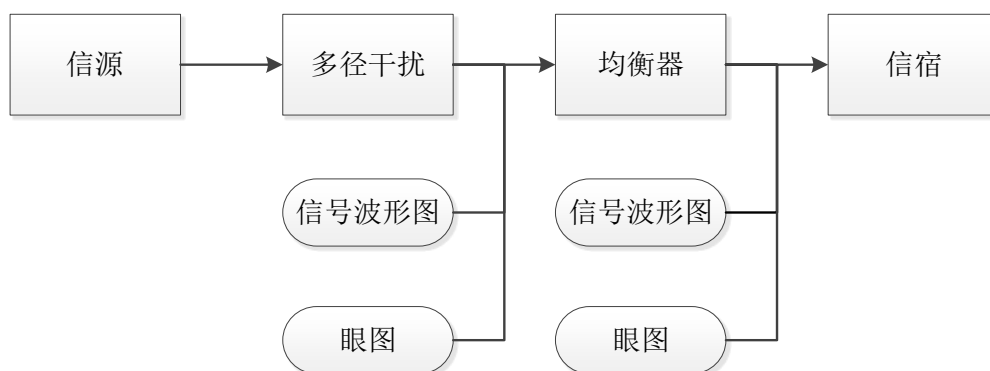 信源
多径干扰
均衡器
信宿
信号波形图
信号波形图
眼图
眼图